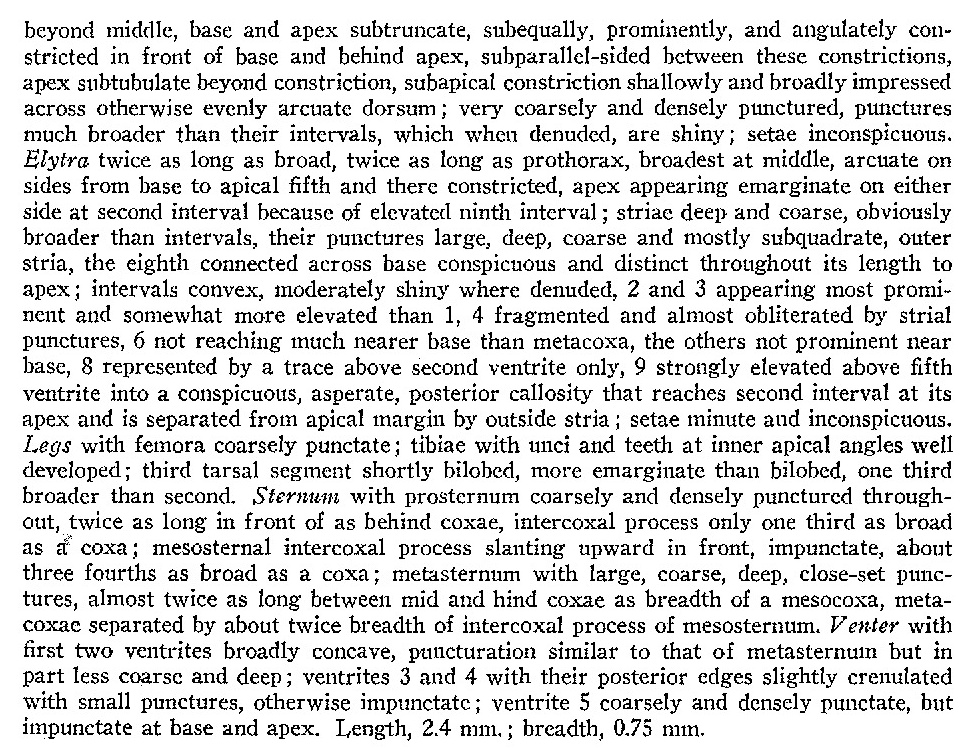 beyond middle, base and apex subtruncate, subequally, prominently, and angulately con-
stricted in front of base and behind apex, subparallel-sided between these constrictions,
apex subtubulate beyond constriction, subapical constriction shallowly and broadly impressed
across otherwise evenly arcuate dorsum; very coarsely and densely punctured, punctures
much broader than their intervals, which when denuded, are shiny; setae inconspicuous.
Elytra twice as long as broad, twice as long as prothorax, broadest at middle, arcuate on
sides from base to apical fifth and there constricted, apex appearing emarginate on either
side at second interval because of elevated ninth interval; striae deep and coarse, obviously
broader than intervals, their punctures large, deep, coarse and mostly subquadrate, outer
stria, the eighth connected across base conspicuous and distinct throughout its length to
apex; intervals convex, moderately shiny where denuded, 2 and 3 appearing most promi-
nent and somewhat more elevated than 1, 4 fragmented and almost obliterated by strial
punctures, 6 not reaching much nearer base than metacoxa, the others not prominent near
base, 8 represented by a trace above second ventrite only, 9 strongly elevated above fifth
ventrite into a conspicuous, asperate, posterior callosity that reaches second interval at its
apex and is separated from apical margin by outside stria; setae minute and inconspicuous.
Legs with femora coarsely punctate; tibiae with unci and teeth at inner apical angles well
developed; third tarsal segment shortly bilobed, more emarginate than bilobed, one third
broader than second. Sternum with prosternum coarsely and densely punctured through-
out, twice as long in front of as behind coxae, intercoxal process only one third as broad
as a coxa; mesosternal intercoxal process slanting upward in front, impunctate, about
three fourths as broad as a coxa; metasternum with large, coarse, deep, close-set punc-
tures, almost twice as long between mid and hind coxae as breadth of a mesocoxa, meta-
coxae separated by about twice breadth of intercoxal process of mesosternum. Venter with
first two ventrites broadly concave, puncturation similar to that of metasternum but in
part less coarse and deep; ventrites 3 and 4 with their posterior edges slightly crenulated
with small punctures, otherwise impunctate; ventrite 5 coarsely and densely punctate, but
impunctate at base and apex. Length, 2.4 mm.; breadth, 0.75 mm.